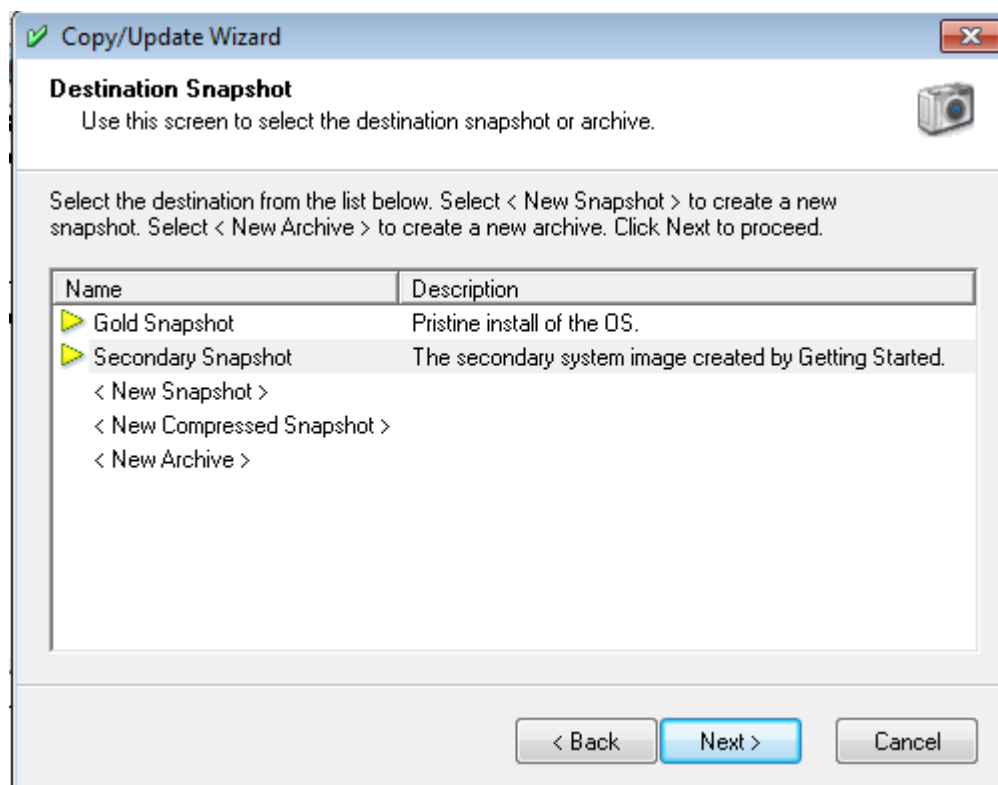 Copy/Update Wizard
Destination Snapshot
Use this screen to select the destination snapshot or archive.
Select the destination from the list below. Select < New Snapshot > to create a new
snapshot. Select < New Archive > to create a new archive. Click Next to proceed.
Name Description
Gold Snapshot Pristine install of the OS.
Secondary Snapshot The secondary system image created by Getting Started.
< New Snapshot >
< New Compressed Snapshot >
< New Archive >
< Back Next > Cancel